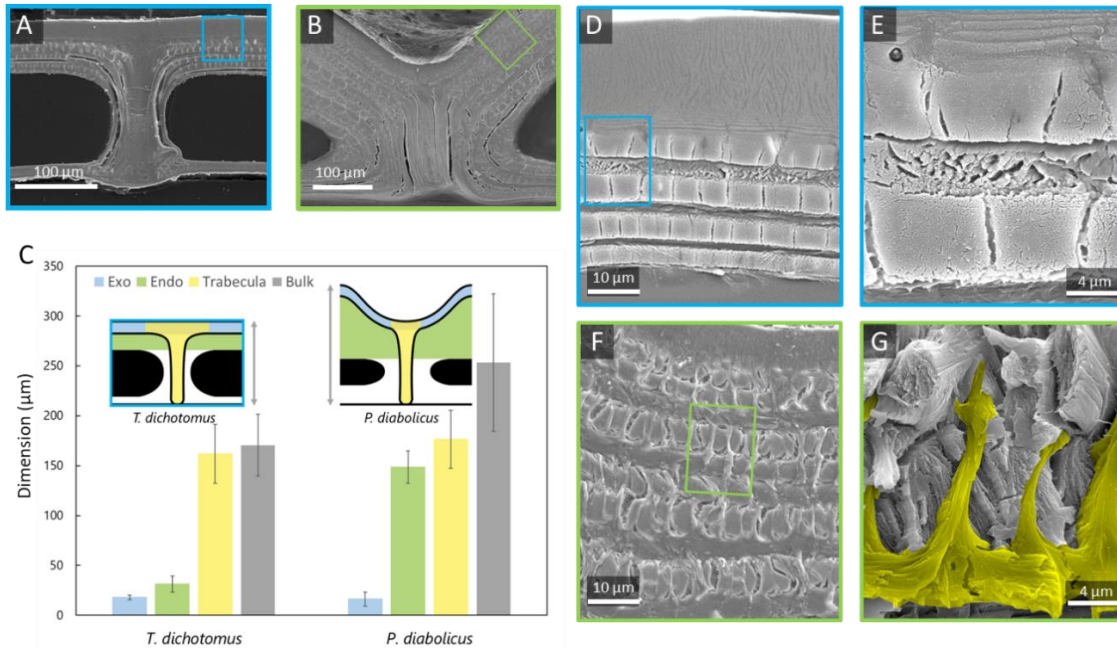 A
100 µm
B
100 µm
C
350
300
250
200
150
100
50
0
Dimension (µm)
Exo Endo Trabecula Bulk
T. dichotomus
P. diabolicus
T. dichotomus
P. diabolicus
D
10 µm
E
4 µm
F
10 µm
G
4 µm